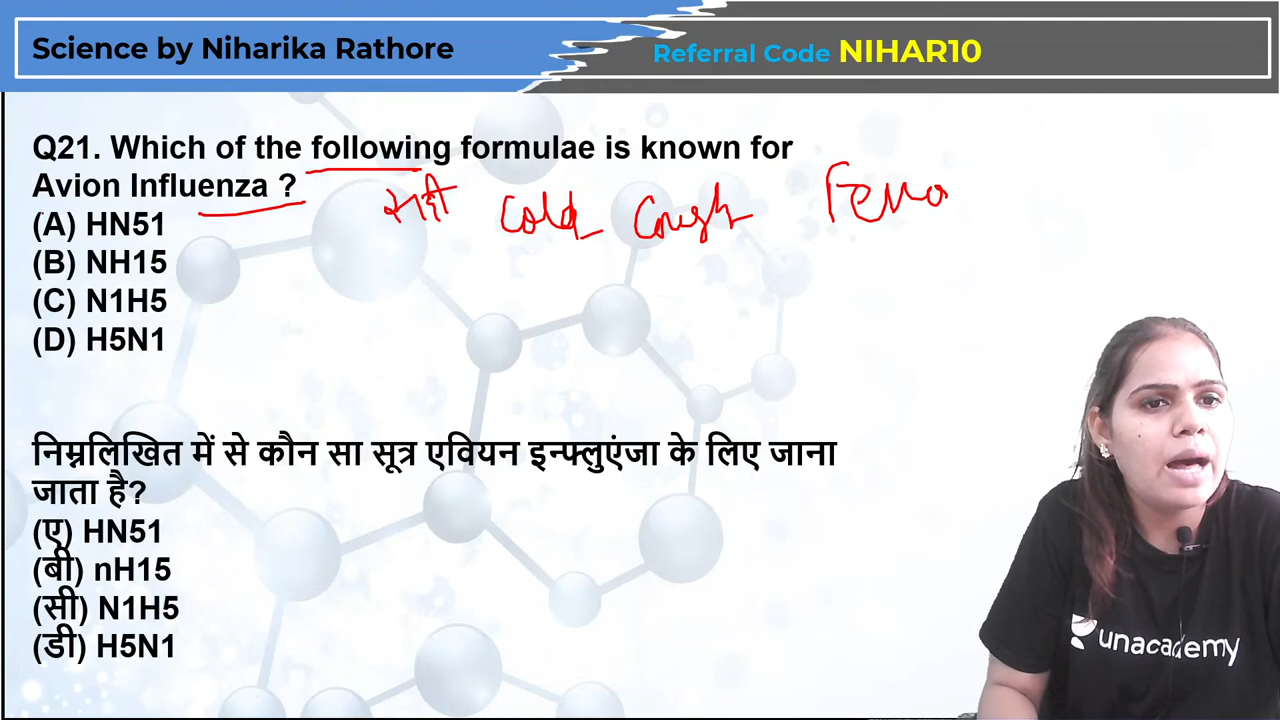 Science by Niharika Rathore
Referral Code NIHAR10
Q21. Which of the following formulae is known for
Avion Influenza ?
सर्दी Cold Cough
(A) HN51
(B) NH15
(C) N1H5
(D) H5N1
निम्नलिखित में से कौन सा सूत्र एवियन इन्फ्लुएंजा के लिए जाना
जाता है?
(ए) HN51
(बी) nH15
(सी) N1H5
(डी) H5N1
unacademy